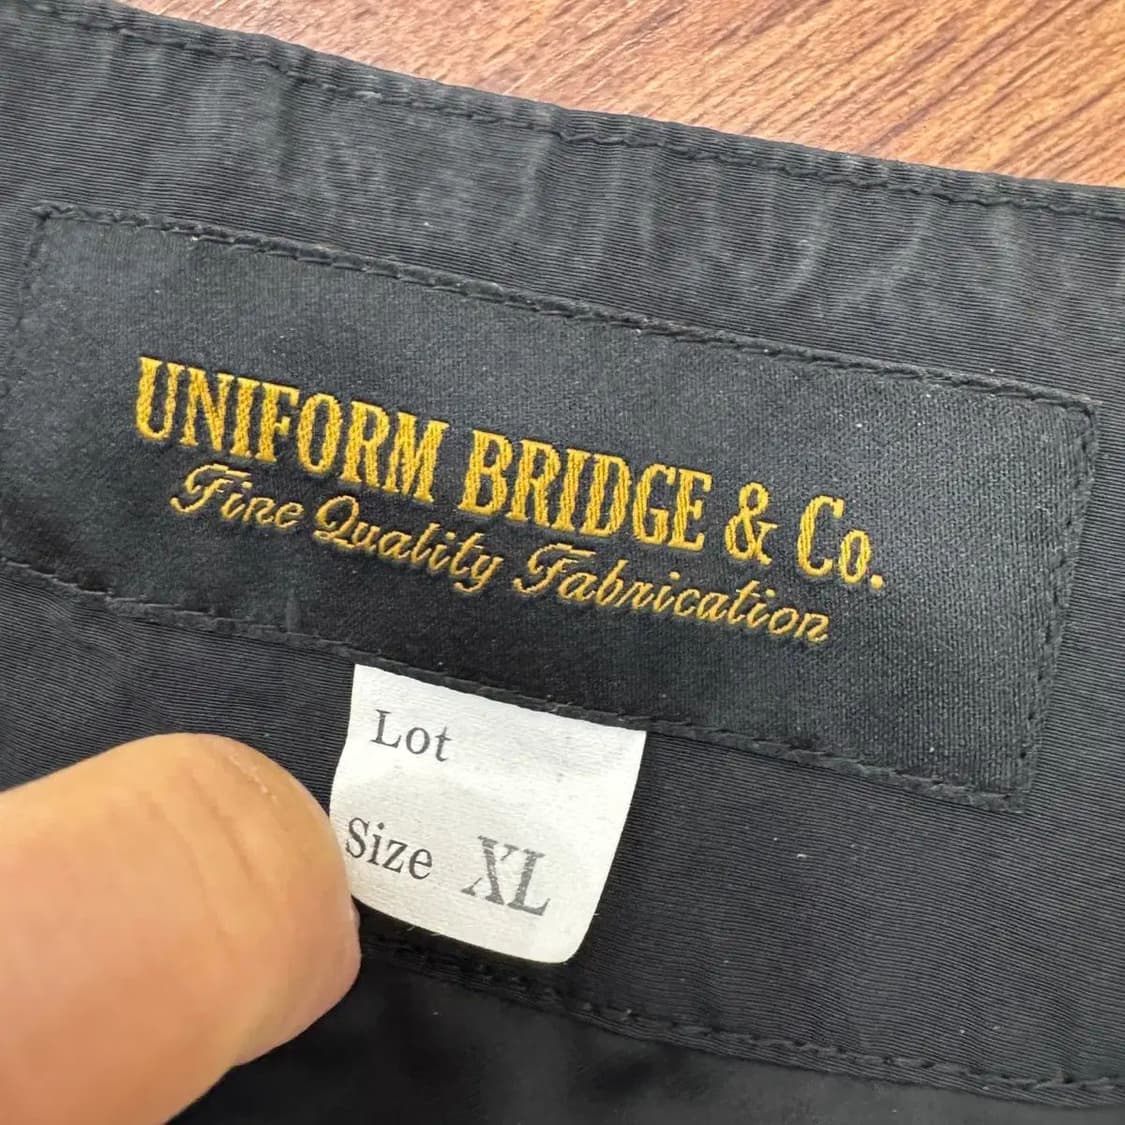 UNIFORM BRIDGE & Co.
Fine Quality Fabrication
Lot
Size XL